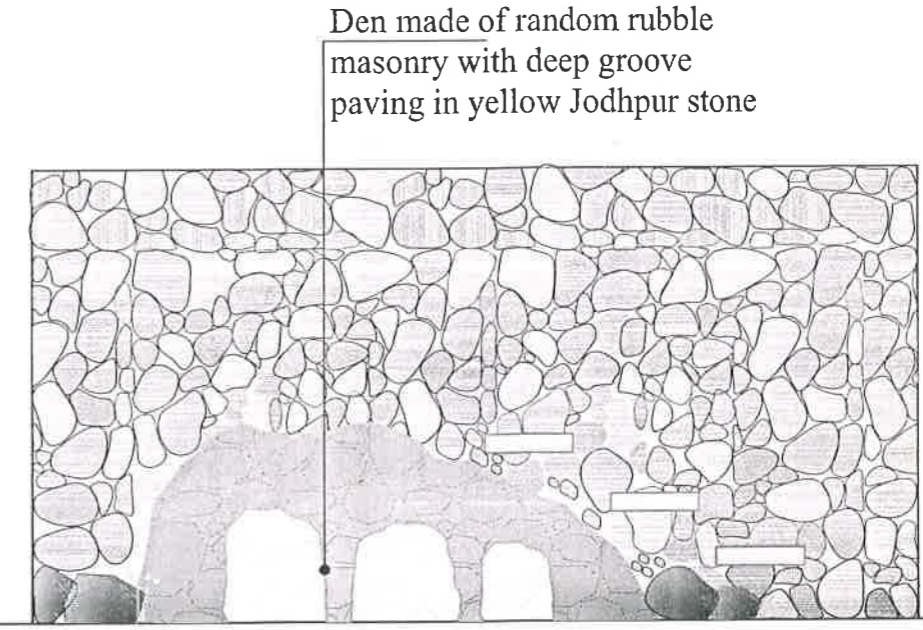 Den made of random rubble
masonry with deep groove
paving in yellow Jodhpur stone